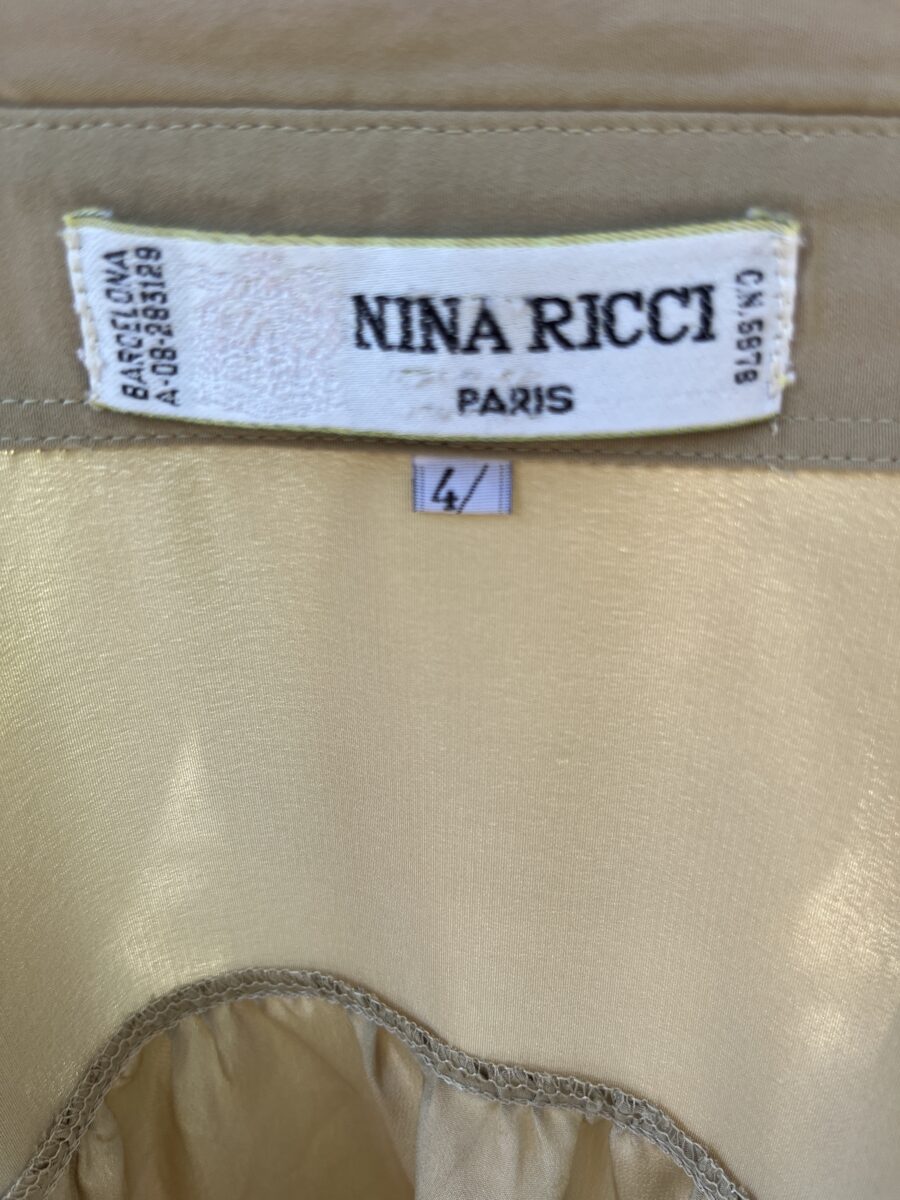 BARCELONA
A-08-283129
NINA RICCI
PARIS
C.N. 5878
4/